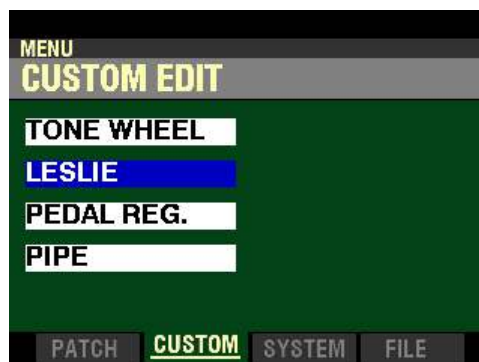 MENU
CUSTOM EDIT
TONE WHEEL
LESLIE
PEDAL REG.
PIPE
PATCH CUSTOM SYSTEM FILE